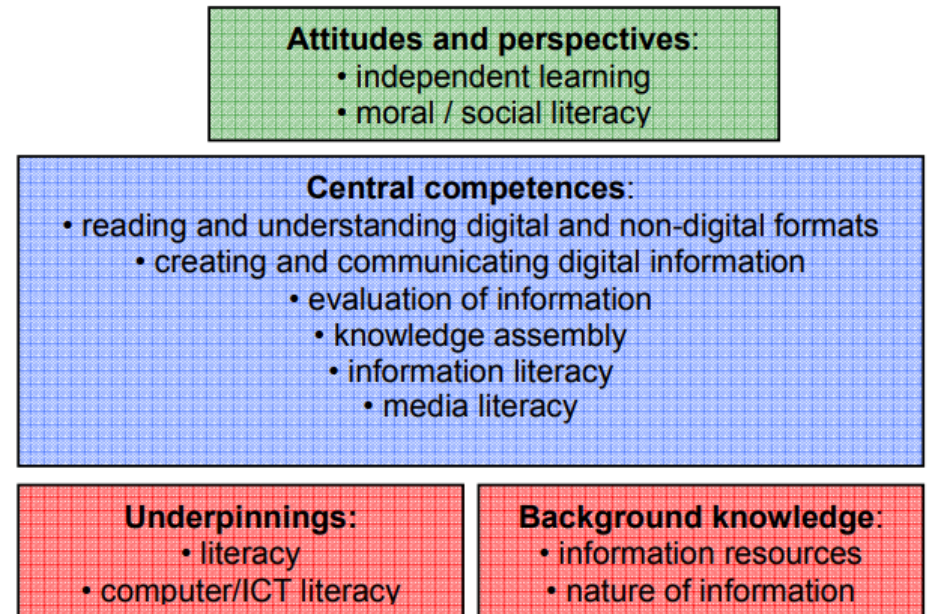 Attitudes and perspectives:
• independent learning
• moral / social literacy
Central competences:
• reading and understanding digital and non-digital formats
• creating and communicating digital information
• evaluation of information
• knowledge assembly
• information literacy
• media literacy
Underpinnings:
• literacy
• computer/ICT literacy
Background knowledge:
• information resources
• nature of information